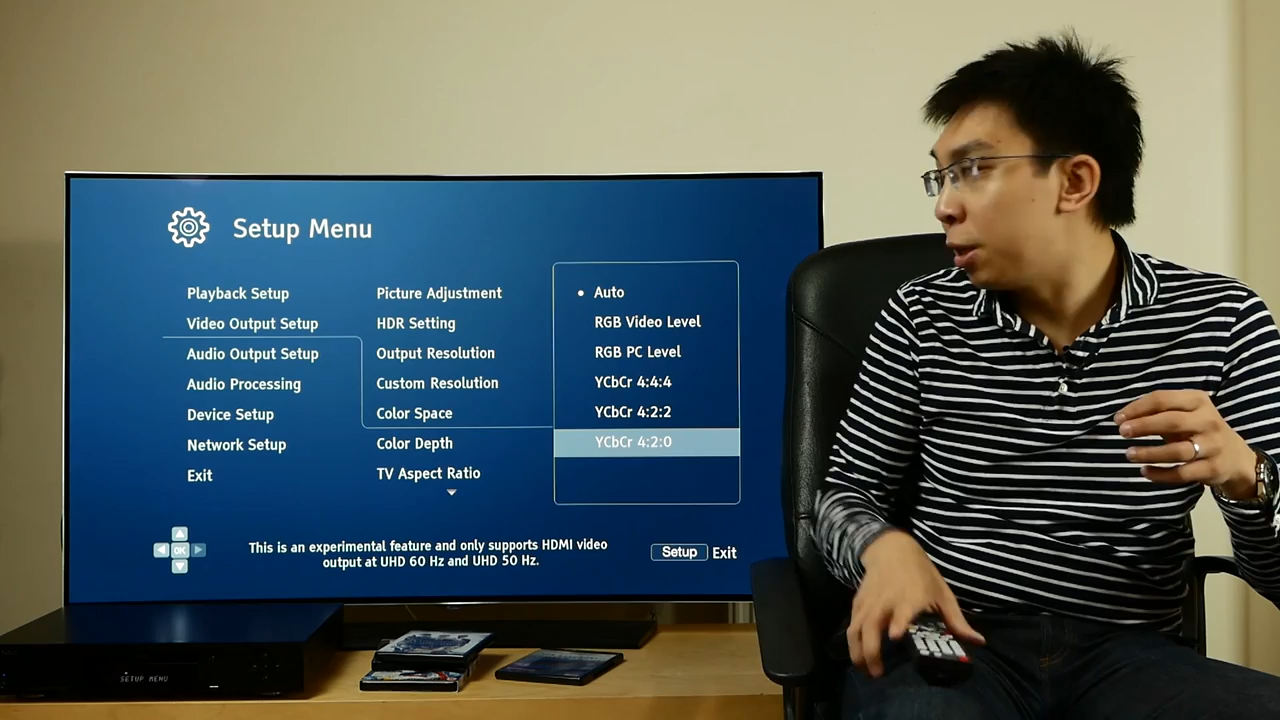 Setup Menu
Playback Setup
Video Output Setup
Audio Output Setup
Audio Processing
Device Setup
Network Setup
Exit
Picture Adjustment
HDR Setting
Output Resolution
Custom Resolution
Color Space
Color Depth
TV Aspect Ratio
Auto
RGB Video Level
RGB PC Level
YCbCr 4:4:4
YCbCr 4:2:2
YCbCr 4:2:0
OK
This is an experimental feature and only supports HDMI video
output at UHD 60 Hz and UHD 50 Hz.
Setup Exit
SETUP MENU